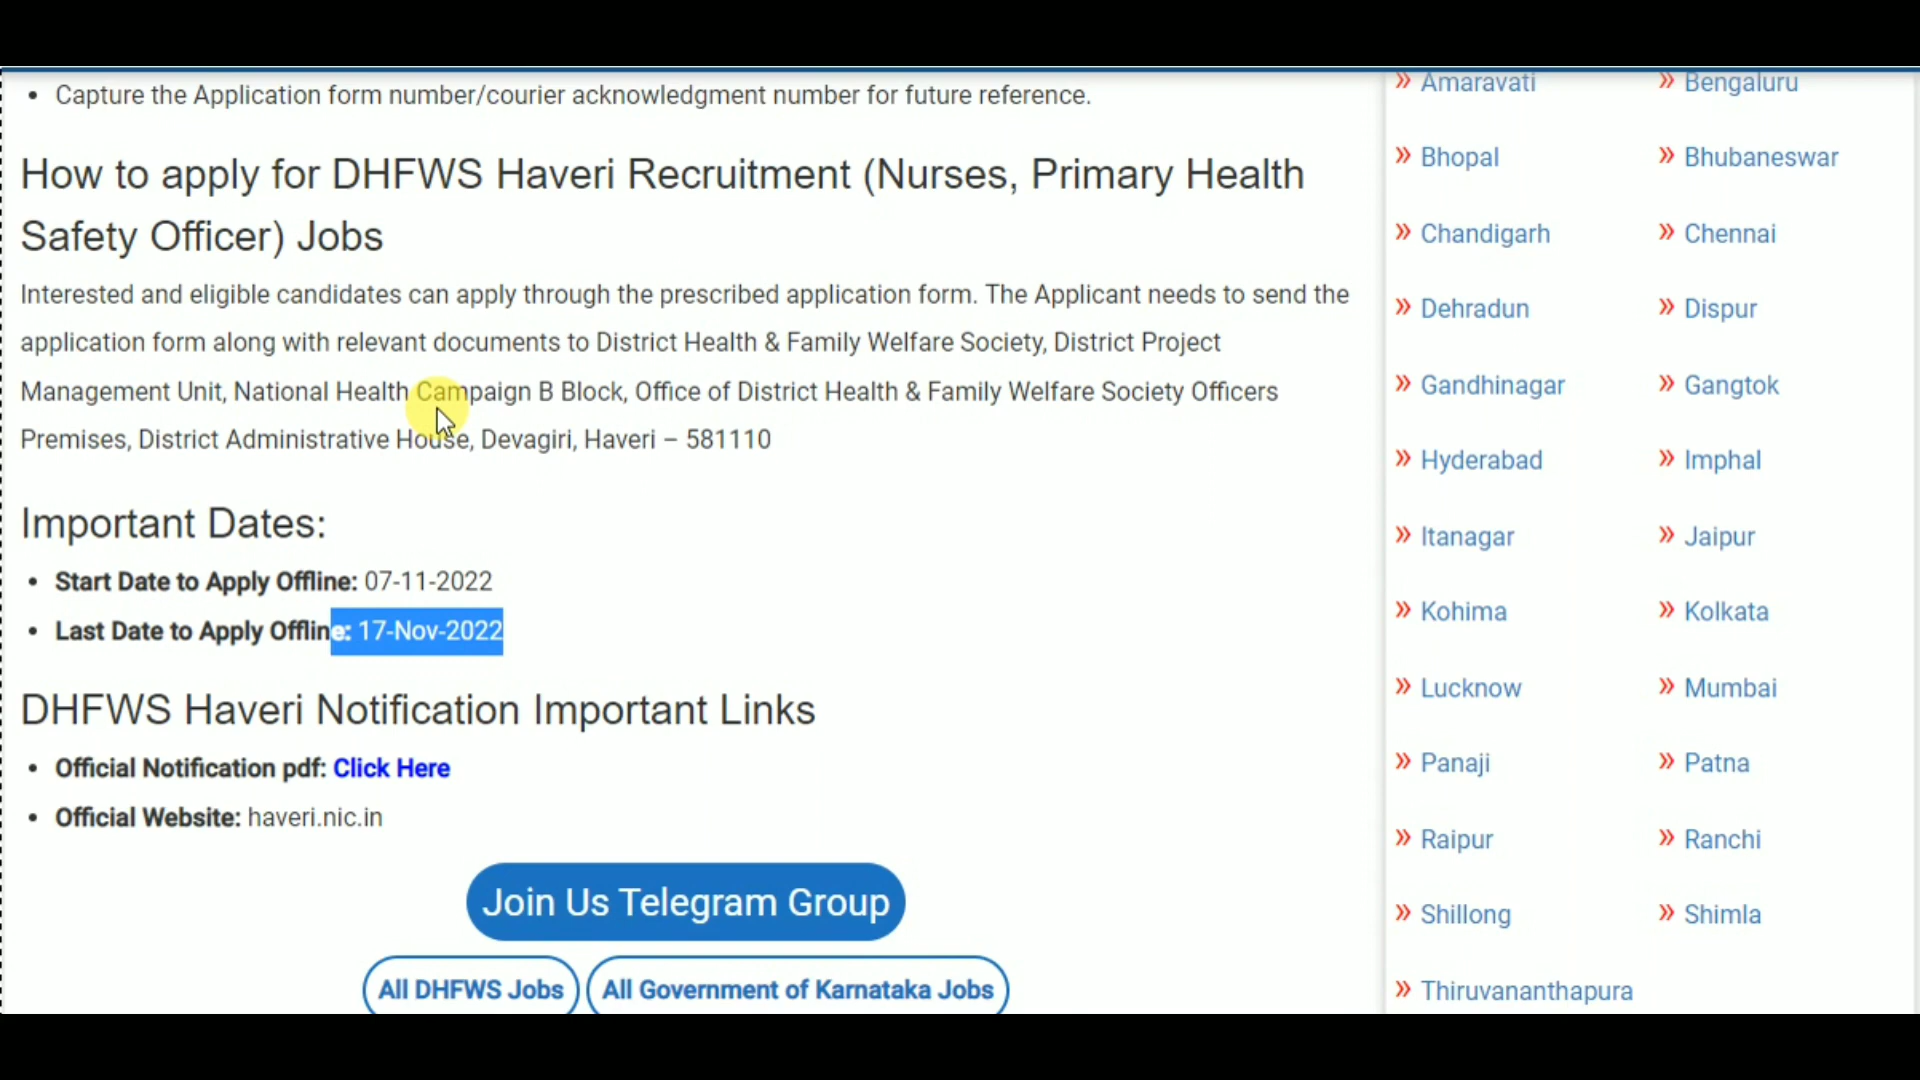 • Capture the Application form number/courier acknowledgment number for future reference.
How to apply for DHFWS Haveri Recruitment (Nurses, Primary Health
Safety Officer) Jobs
Interested and eligible candidates can apply through the prescribed application form. The Applicant needs to send the
application form along with relevant documents to District Health & Family Welfare Society, District Project
Management Unit, National Health Campaign B Block, Office of District Health & Family Welfare Society Officers
Premises, District Administrative House, Devagiri, Haveri – 581110
Important Dates:
• Start Date to Apply Offline: 07-11-2022
• Last Date to Apply Offline: 17-Nov-2022
DHFWS Haveri Notification Important Links
• Official Notification pdf: Click Here
• Official Website: haveri.nic.in
Join Us Telegram Group
All DHFWS Jobs
All Government of Karnataka Jobs
» Amaravati » Bengaluru
» Bhopal » Bhubaneswar
» Chandigarh » Chennai
» Dehradun » Dispur
» Gandhinagar » Gangtok
» Hyderabad » Imphal
» Itanagar » Jaipur
» Kohima » Kolkata
» Lucknow » Mumbai
» Panaji » Patna
» Raipur » Ranchi
» Shillong » Shimla
» Thiruvananthapura